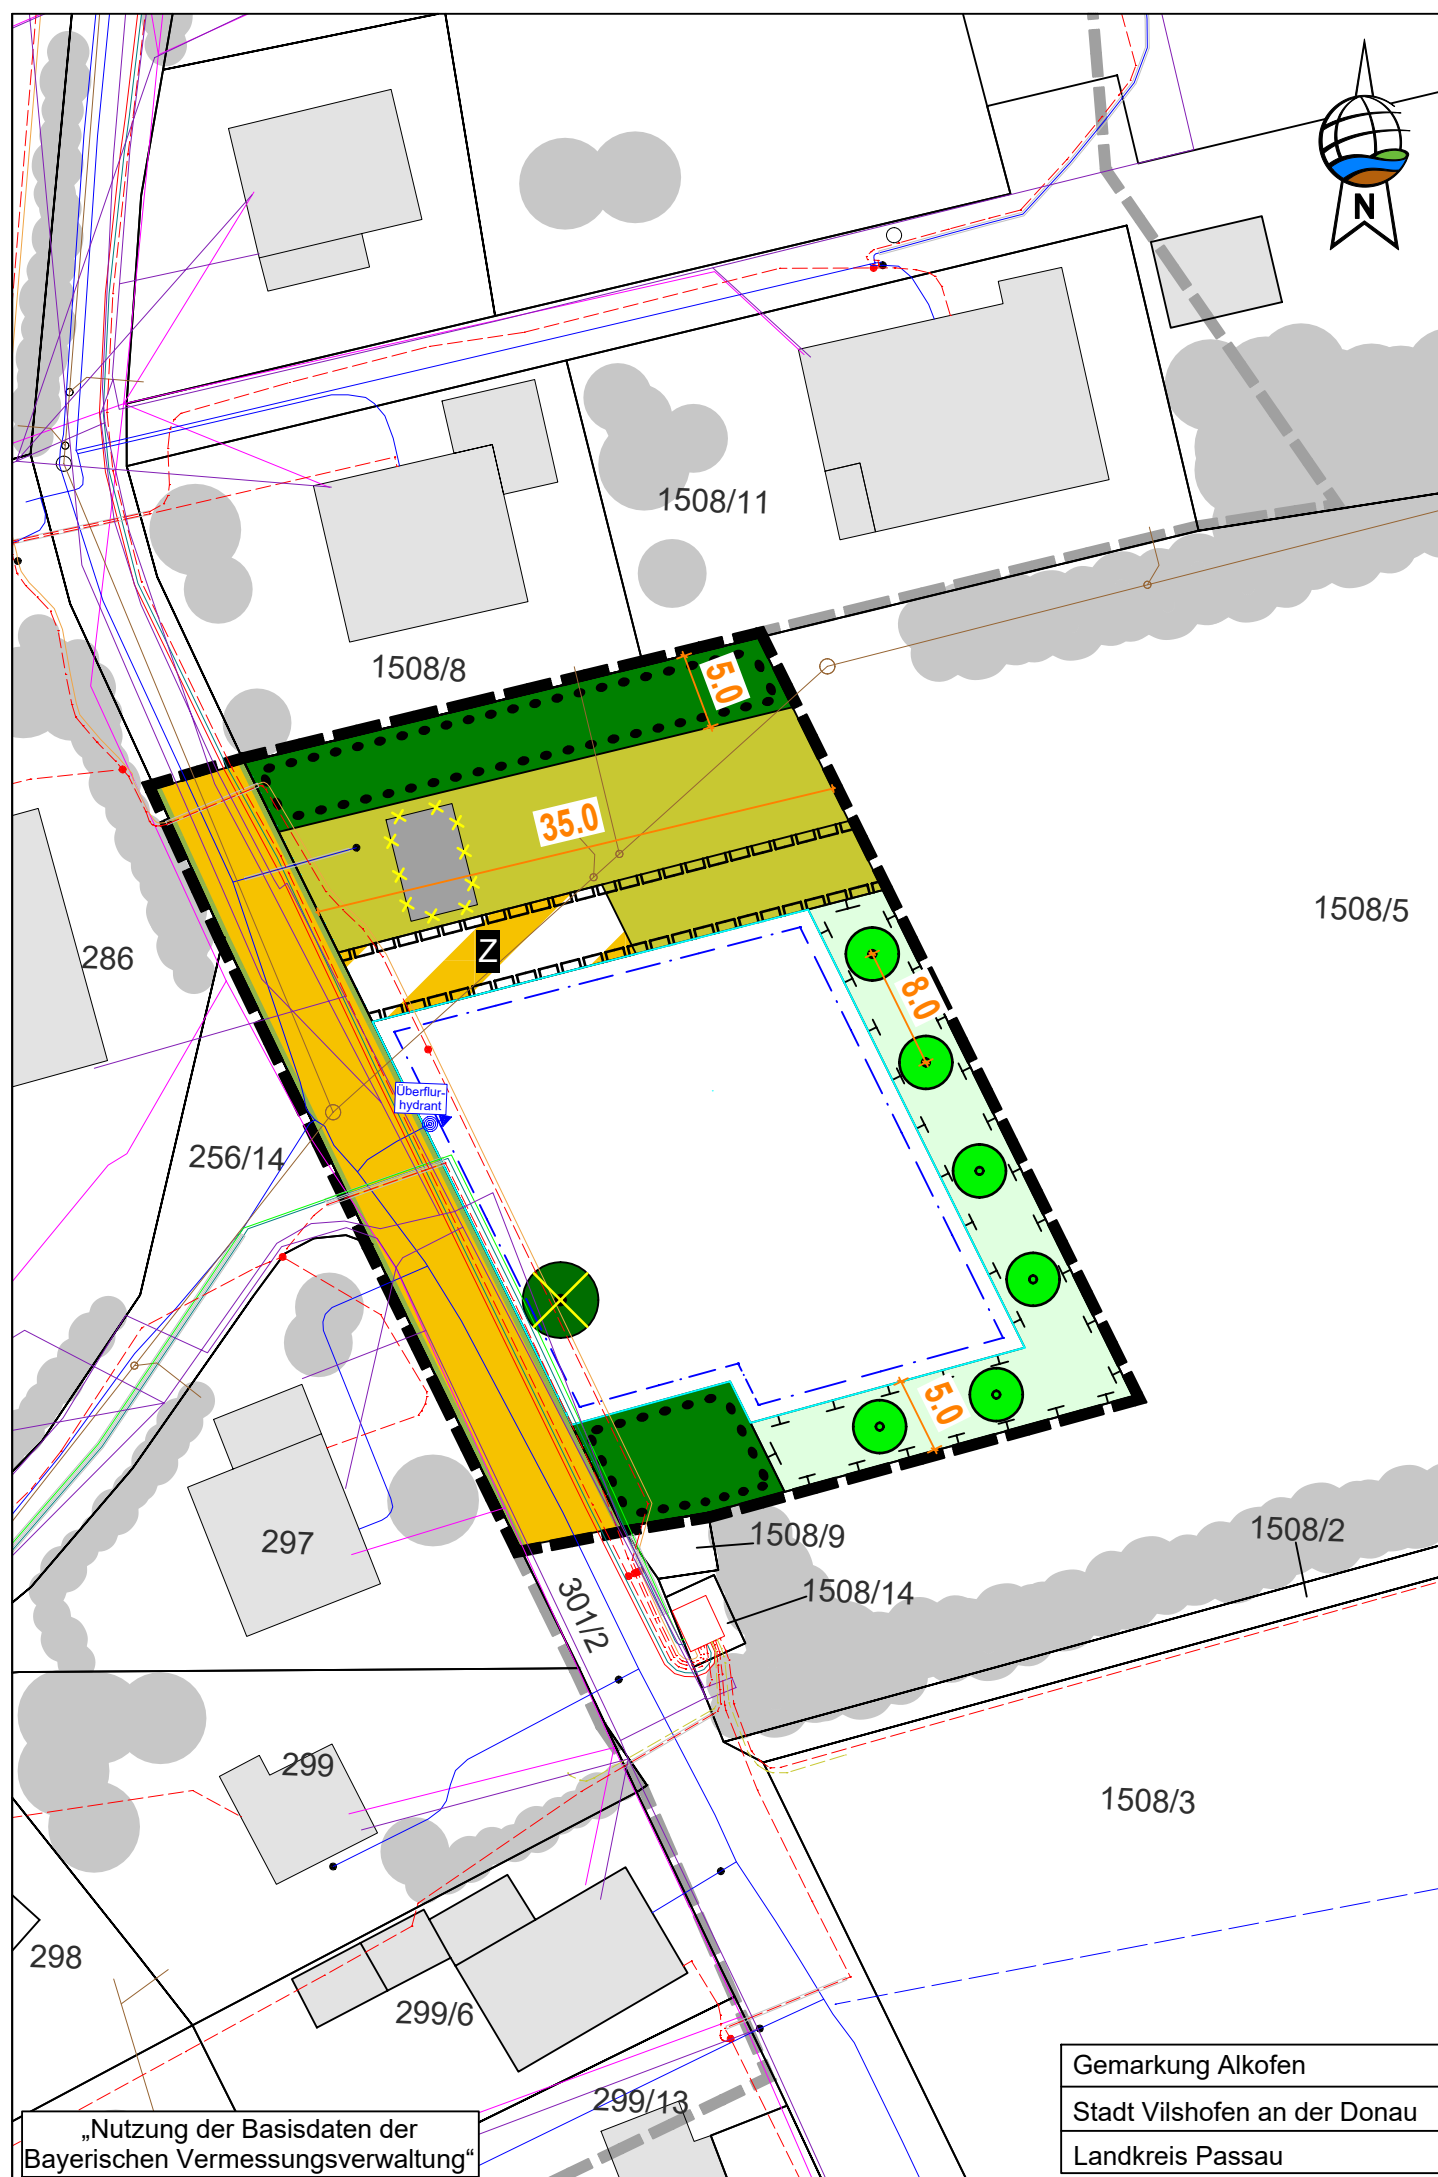 N
1508/11
1508/8
5.0
35.0
1508/5
286
Z
8.0
Überflur-
hydrant
256/14
5.0
297
1508/9
1508/2
1508/14
301/2
299
1508/3
298
299/6
299/13
Gemarkung Alkofen
Stadt Vilshofen an der Donau
Landkreis Passau
„Nutzung der Basisdaten der
Bayerischen Vermessungsverwaltung“